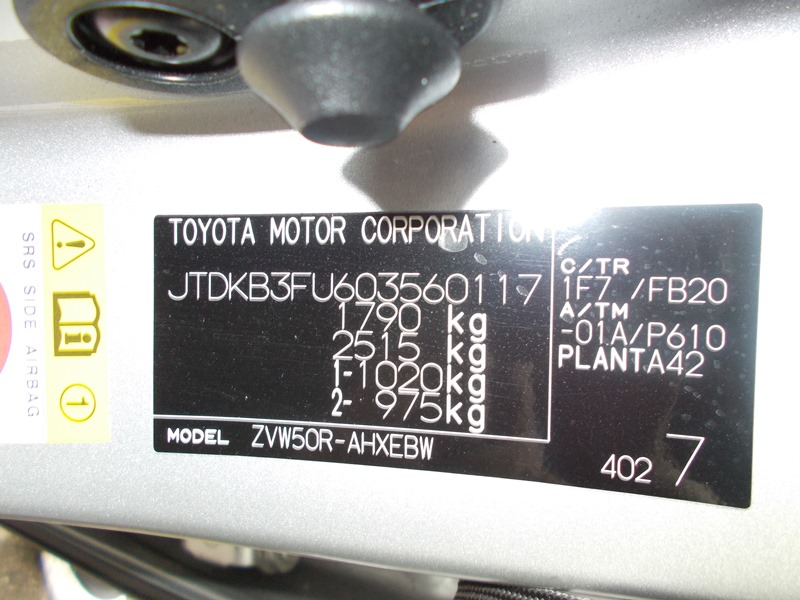 TOYOTA MOTOR CORPORATION
JTDKB3FU603560117
1790 kg
2515 kg
1-1020kg
2- 975kg
MODEL ZVW50R-AHXEBW
C/TR
1F7 /FB20
A/TM
-01A/P610
PLANTA42
402 7
SRS SIDE AIRBAG
1